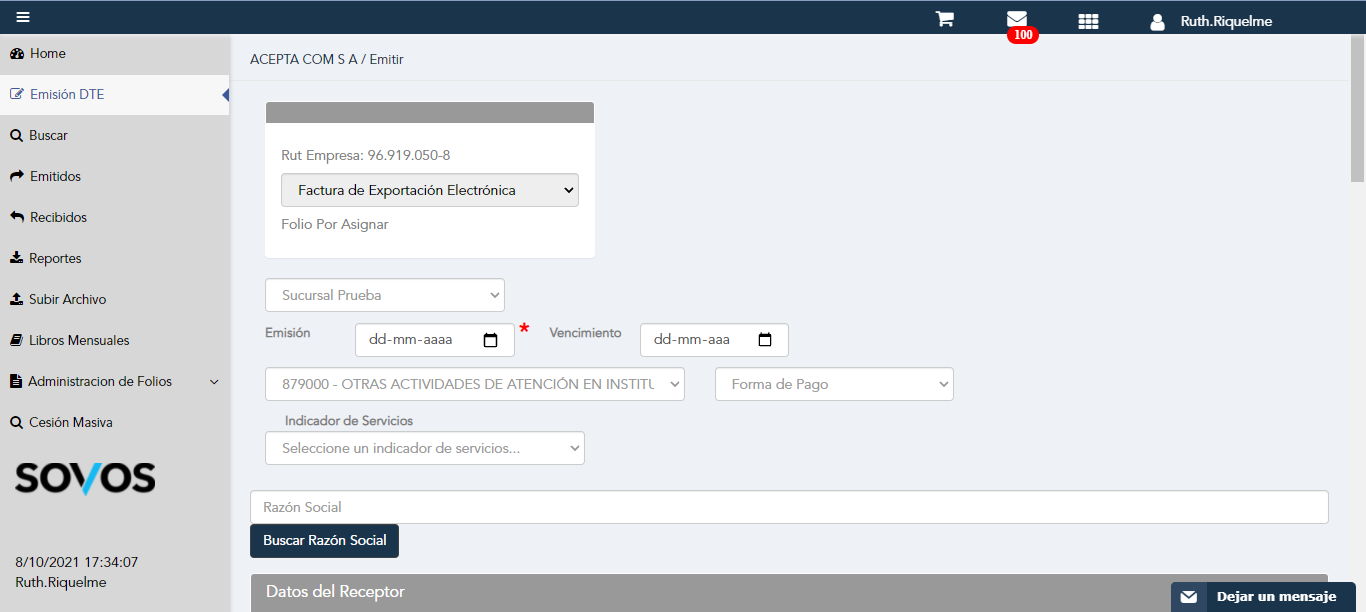 Ruth.Riquelme
100
Home
Emisión DTE
Buscar
Emitidos
Recibidos
Reportes
Subir Archivo
Libros Mensuales
Administracion de Folios
Cesión Masiva
SOVOS
8/10/2021 17:34:07
Ruth.Riquelme
ACEPTA COM S A / Emitir
Rut Empresa: 96.919.050-8
Factura de Exportación Electrónica
Folio Por Asignar
Sucursal Prueba
Emisión dd-mm-aaaa * Vencimiento dd-mm-aaa
879000 - OTRAS ACTIVIDADES DE ATENCIÓN EN INSTITU Forma de Pago
Indicador de Servicios
Seleccione un indicador de servicios...
Razón Social
Buscar Razón Social
Datos del Receptor
Dejar un mensaje